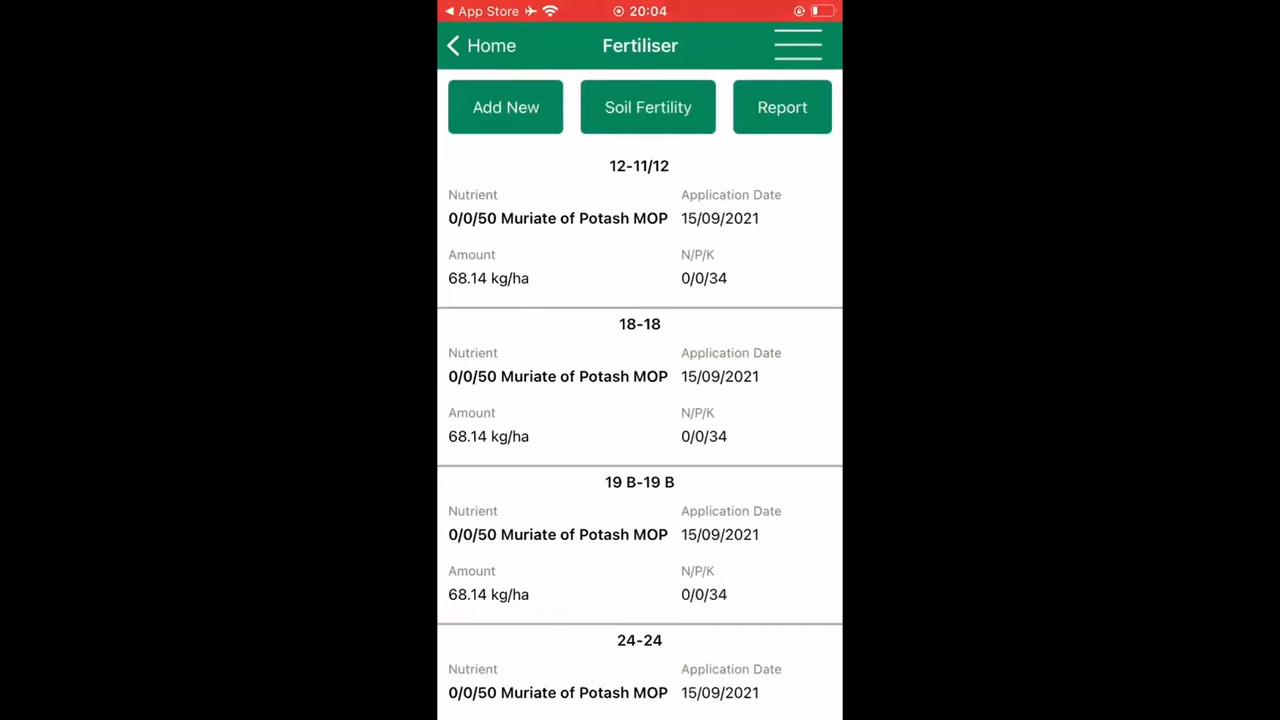 App Store 20:04
Home Fertiliser
Add New Soil Fertility Report
12-11/12
Nutrient Application Date
0/0/50 Muriate of Potash MOP 15/09/2021
Amount N/P/K
68.14 kg/ha 0/0/34
18-18
Nutrient Application Date
0/0/50 Muriate of Potash MOP 15/09/2021
Amount N/P/K
68.14 kg/ha 0/0/34
19 B-19 B
Nutrient Application Date
0/0/50 Muriate of Potash MOP 15/09/2021
Amount N/P/K
68.14 kg/ha 0/0/34
24-24
Nutrient Application Date
0/0/50 Muriate of Potash MOP 15/09/2021